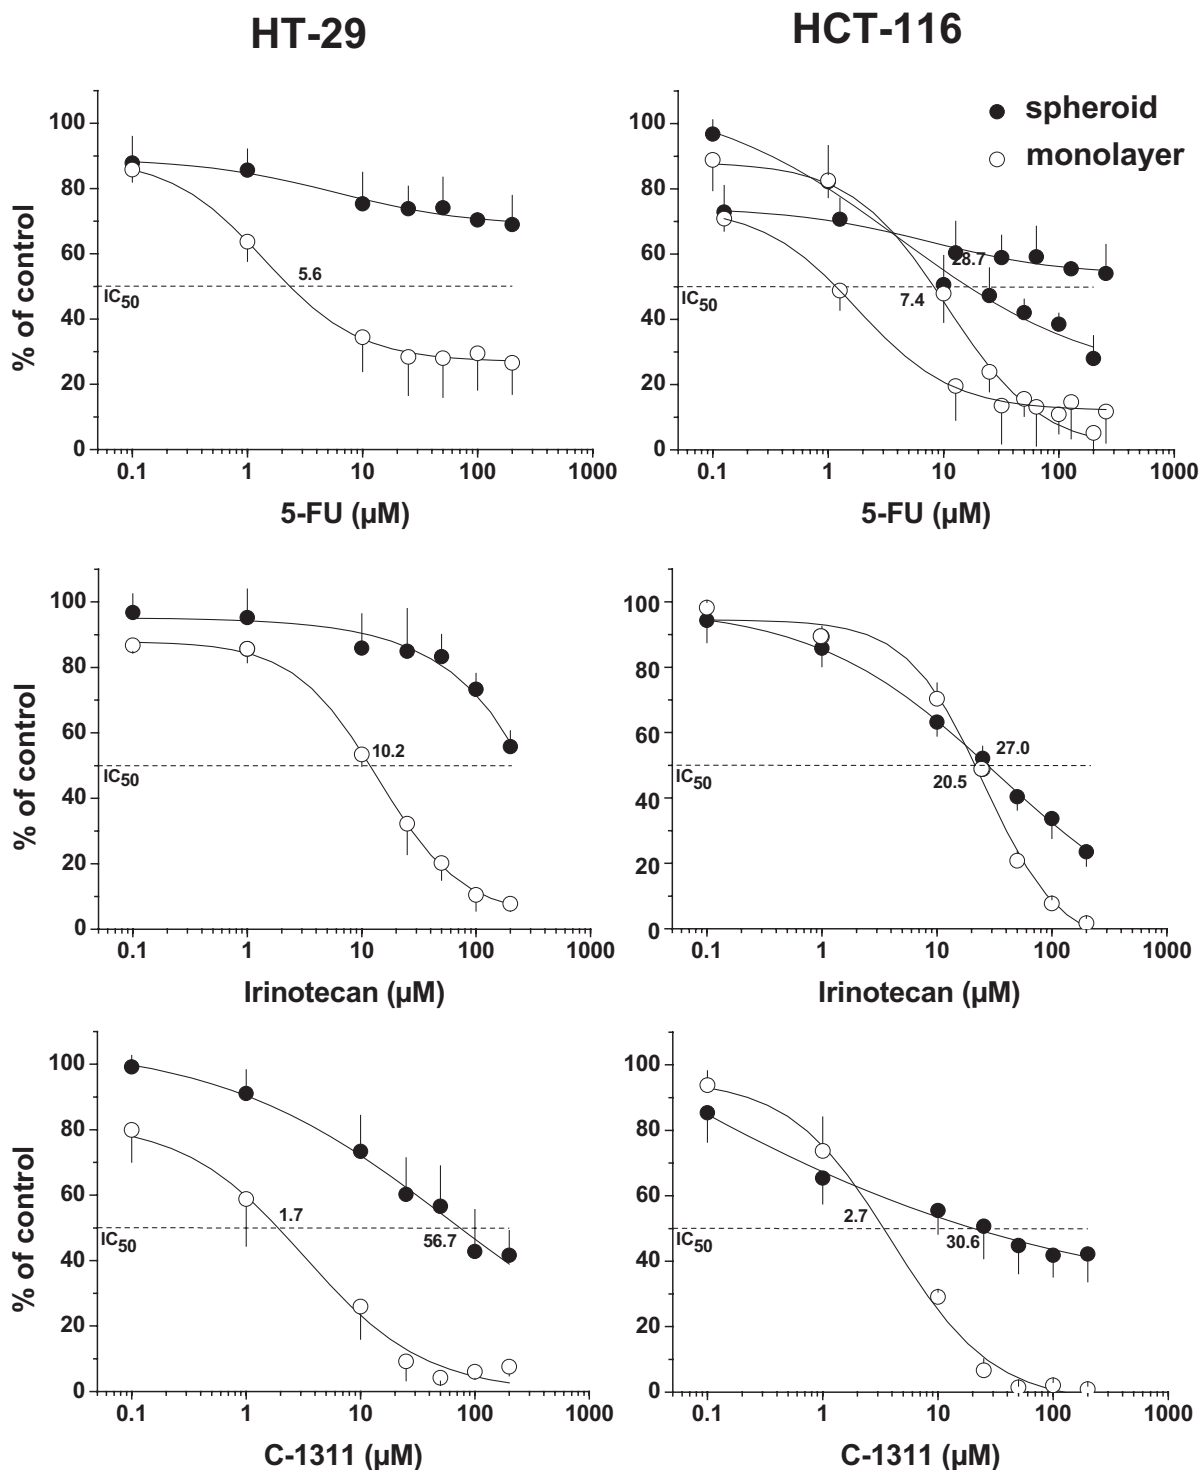 HT-29
HCT-116
spheroid
monolayer
% of control
100
80
60
40
20
0
5.6
IC50
0.1 1 10 100 1000
5-FU (µM)
100
80
60
40
20
0
28.7
7.4
IC50
0.1 1 10 100 1000
5-FU (µM)
% of control
100
80
60
40
20
0
10.2
IC50
0.1 1 10 100 1000
Irinotecan (µM)
100
80
60
40
20
0
27.0
20.5
IC50
0.1 1 10 100 1000
Irinotecan (µM)
% of control
100
80
60
40
20
0
1.7
56.7
IC50
0.1 1 10 100 1000
C-1311 (µM)
100
80
60
40
20
0
2.7
30.6
IC50
0.1 1 10 100 1000
C-1311 (µM)